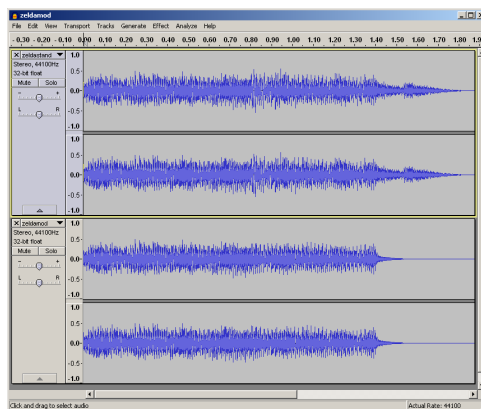 zeldamod
File Edit View Transport Tracks Generate Effect Analyze Help
-0,30 -0,20 -0,10 0,00 0,10 0,20 0,30 0,40 0,50 0,60 0,70 0,80 0,90 1,00 1,10 1,20 1,30 1,40 1,50 1,60 1,70 1,80 1,9
X zeldastand
Stereo, 44100Hz
32-bit float
Mute Solo
- +
L R
1.0
0.5-
0.0-
-0.5-
-1.0
1.0
0.5-
0.0-
-0.5-
-1.0
X zeldamod
Stereo, 44100Hz
32-bit float
Mute Solo
- +
L R
1.0
0.5-
0.0-
-0.5-
-1.0
1.0
0.5-
0.0-
-0.5-
-1.0
Click and drag to select audio
Actual Rate: 44100